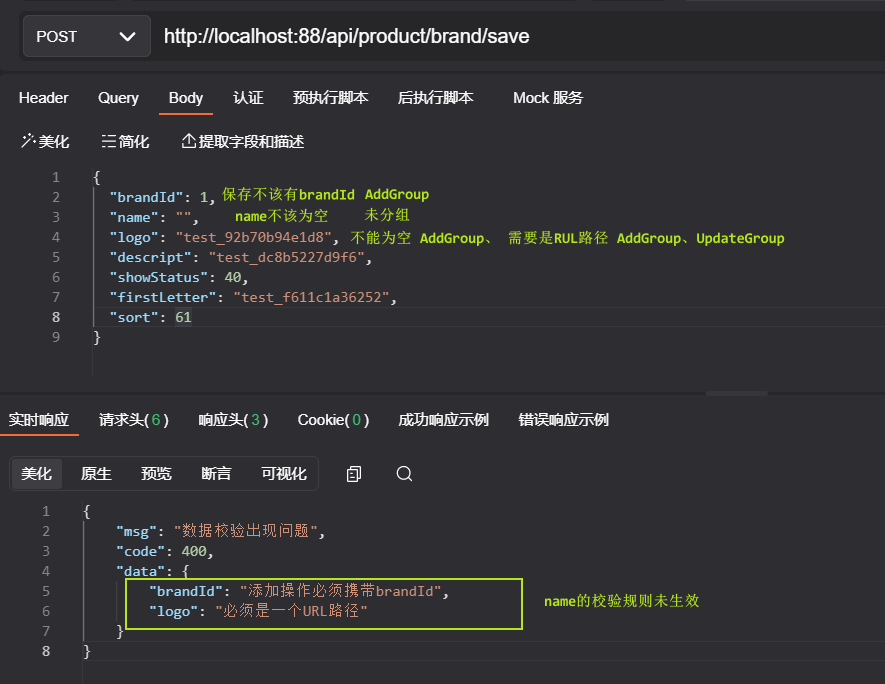 POST http://localhost:88/api/product/brand/save
Header Query Body 认证 预执行脚本 后执行脚本 Mock 服务
美化 简化 提取字段和描述
1 {
2 "brandId": 1, 保存不该有brandId AddGroup
3 "name": "", name不该为空 未分组
4 "logo": "test_92b70b94e1d8", 不能为空 AddGroup、 需要是RUL路径 AddGroup、UpdateGroup
5 "descript": "test_dc8b5227d9f6",
6 "showStatus": 40,
7 "firstLetter": "test_f611c1a36252",
8 "sort": 61
9 }
实时响应 请求头(6) 响应头(3) Cookie(0) 成功响应示例 错误响应示例
美化 原生 预览 断言 可视化
1 {
2 "msg": "数据校验出现问题",
3 "code": 400,
4 "data": {
5 "brandId": "添加操作必须携带brandId",
6 "logo": "必须是一个URL路径" name的校验规则未生效
7 }
8 }